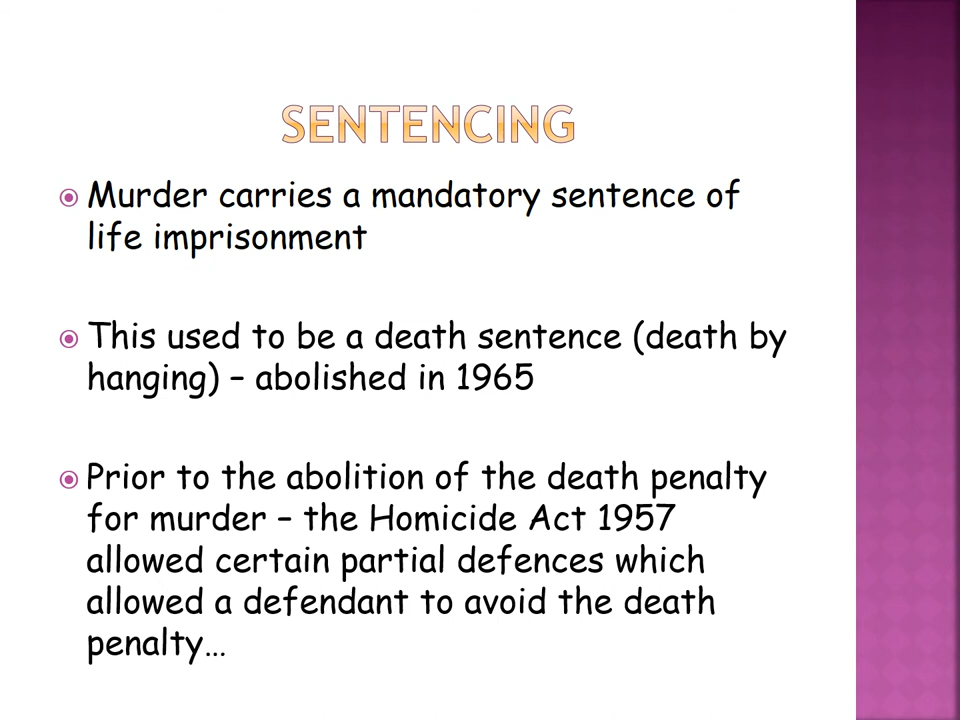 SENTENCING
Murder carries a mandatory sentence of
life imprisonment
This used to be a death sentence (death by
hanging) – abolished in 1965
Prior to the abolition of the death penalty
for murder – the Homicide Act 1957
allowed certain partial defences which
allowed a defendant to avoid the death
penalty…